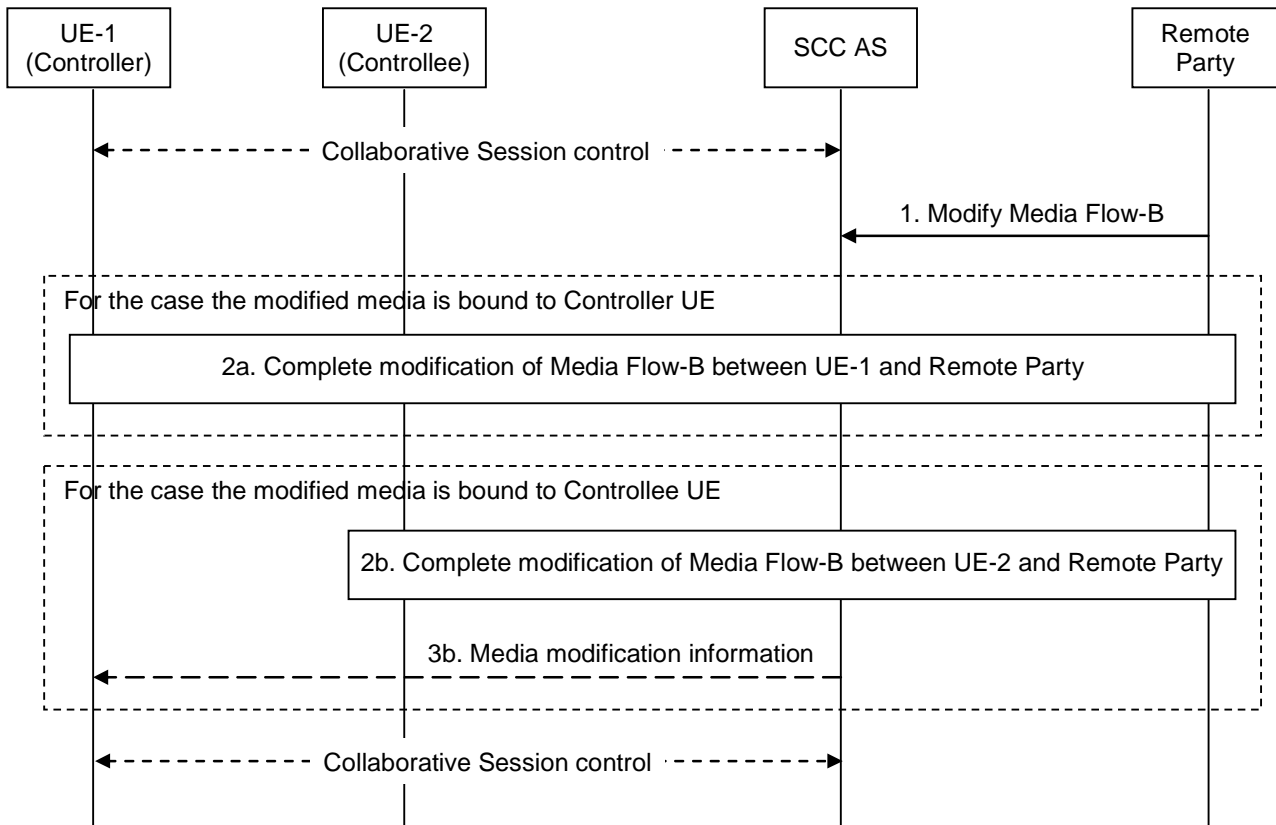 UE-1
(Controller)
UE-2
(Controllee)
SCC AS
Remote
Party
Collaborative Session control
1. Modify Media Flow-B
For the case the modified media is bound to Controller UE
2a. Complete modification of Media Flow-B between UE-1 and Remote Party
For the case the modified media is bound to Controllee UE
2b. Complete modification of Media Flow-B between UE-2 and Remote Party
3b. Media modification information
Collaborative Session control